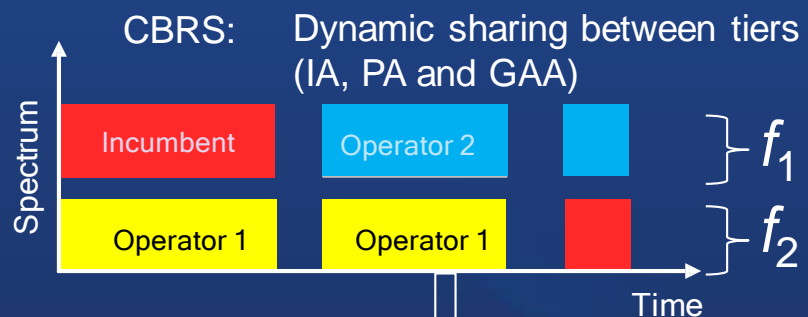 CBRS: Dynamic sharing between tiers
(IA, PA and GAA)
Spectrum
Incumbent
Operator 2
f1
Operator 1
Operator 1
f2
Time